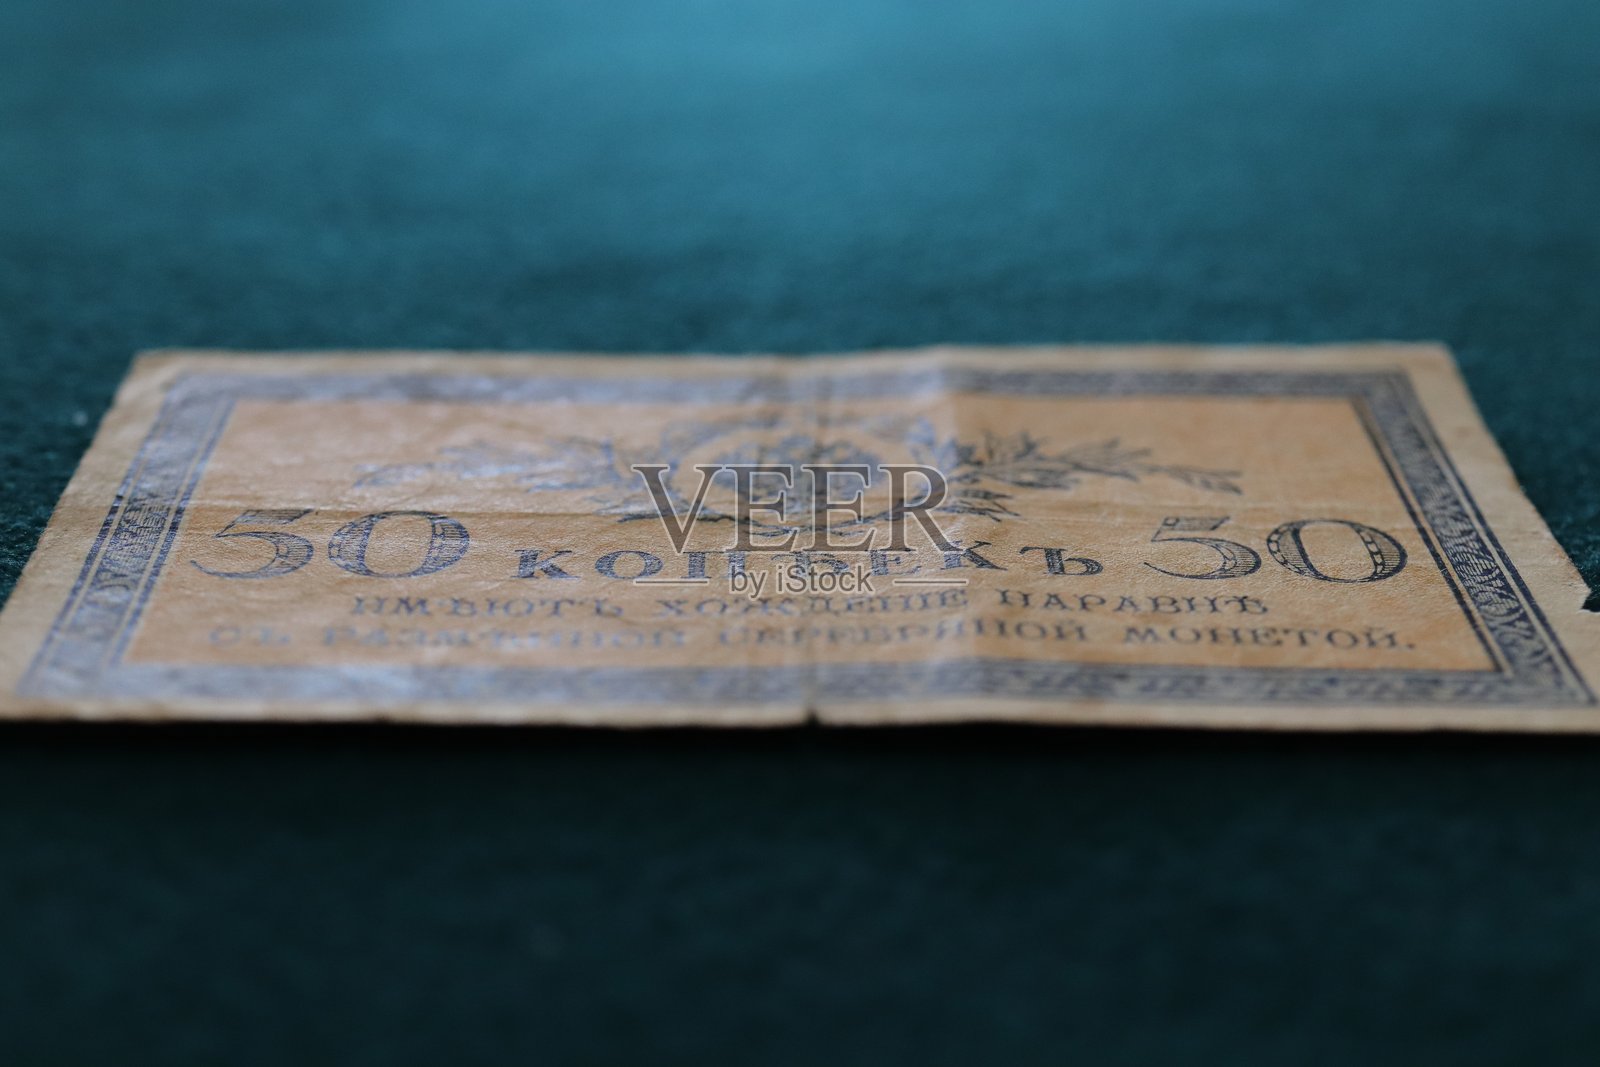 50 КОПѢЕКЪ 50
ИМѢЮТЪ ХОЖДЕНІЕ НАРАВНѢ
СЪ РАЗМѢННОЙ СЕРЕБРЯНОЙ МОНЕТОЙ.
VEER
by iStock